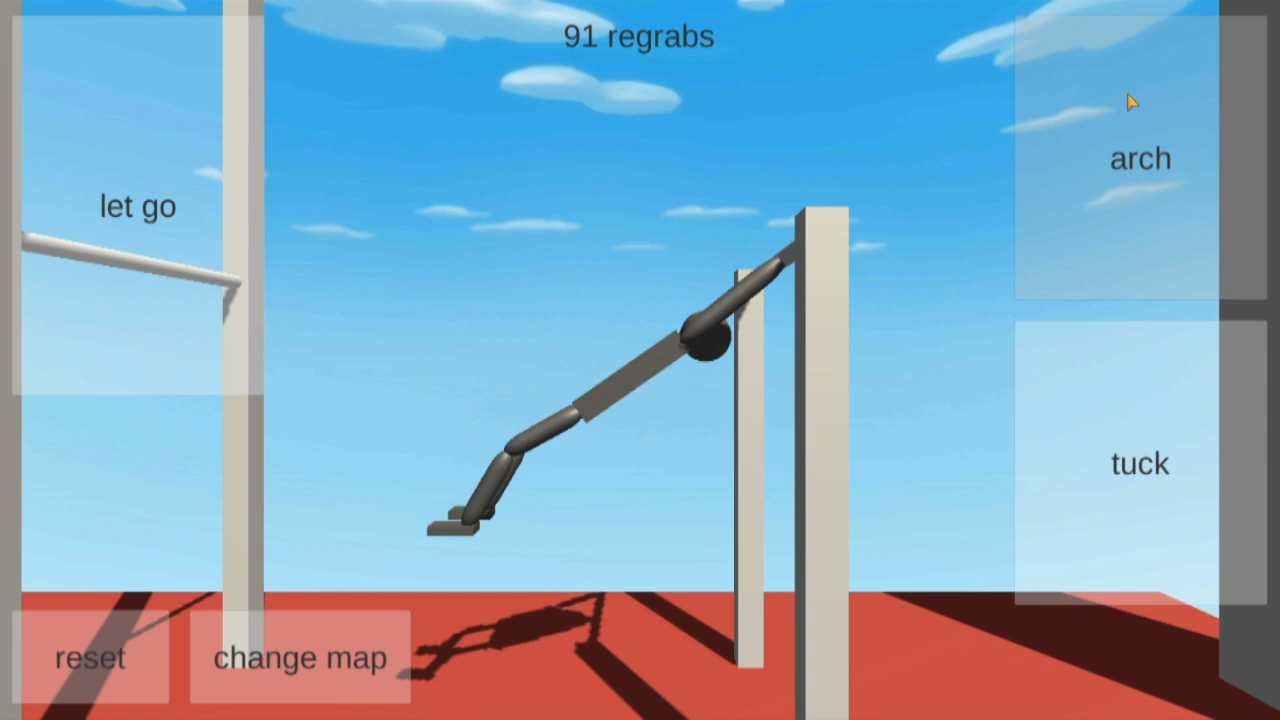 91 regrabs
let go
arch
tuck
reset
change map